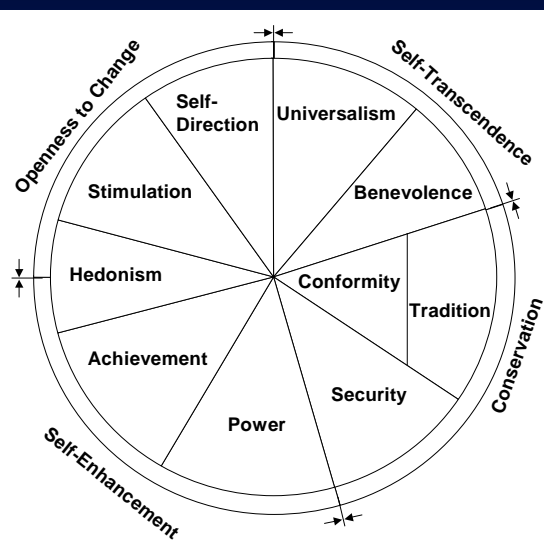 Openness to Change
Self-Transcendence
Self-
Direction
Universalism
Stimulation
Benevolence
Hedonism
Conformity
Tradition
Achievement
Security
Power
Conservation
Self-Enhancement